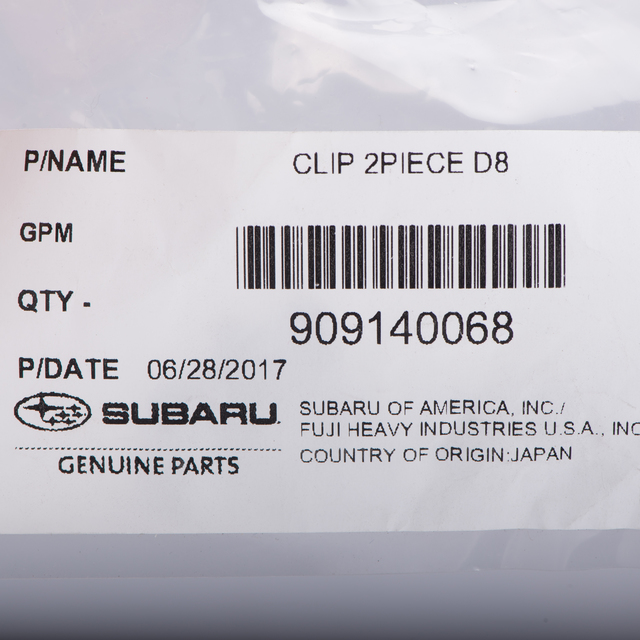 P/NAME CLIP 2PIECE D8
GPM
QTY -
909140068
P/DATE 06/28/2017
SUBARU. SUBARU OF AMERICA, INC./
FUJI HEAVY INDUSTRIES U.S.A., INC
GENUINE PARTS COUNTRY OF ORIGIN:JAPAN